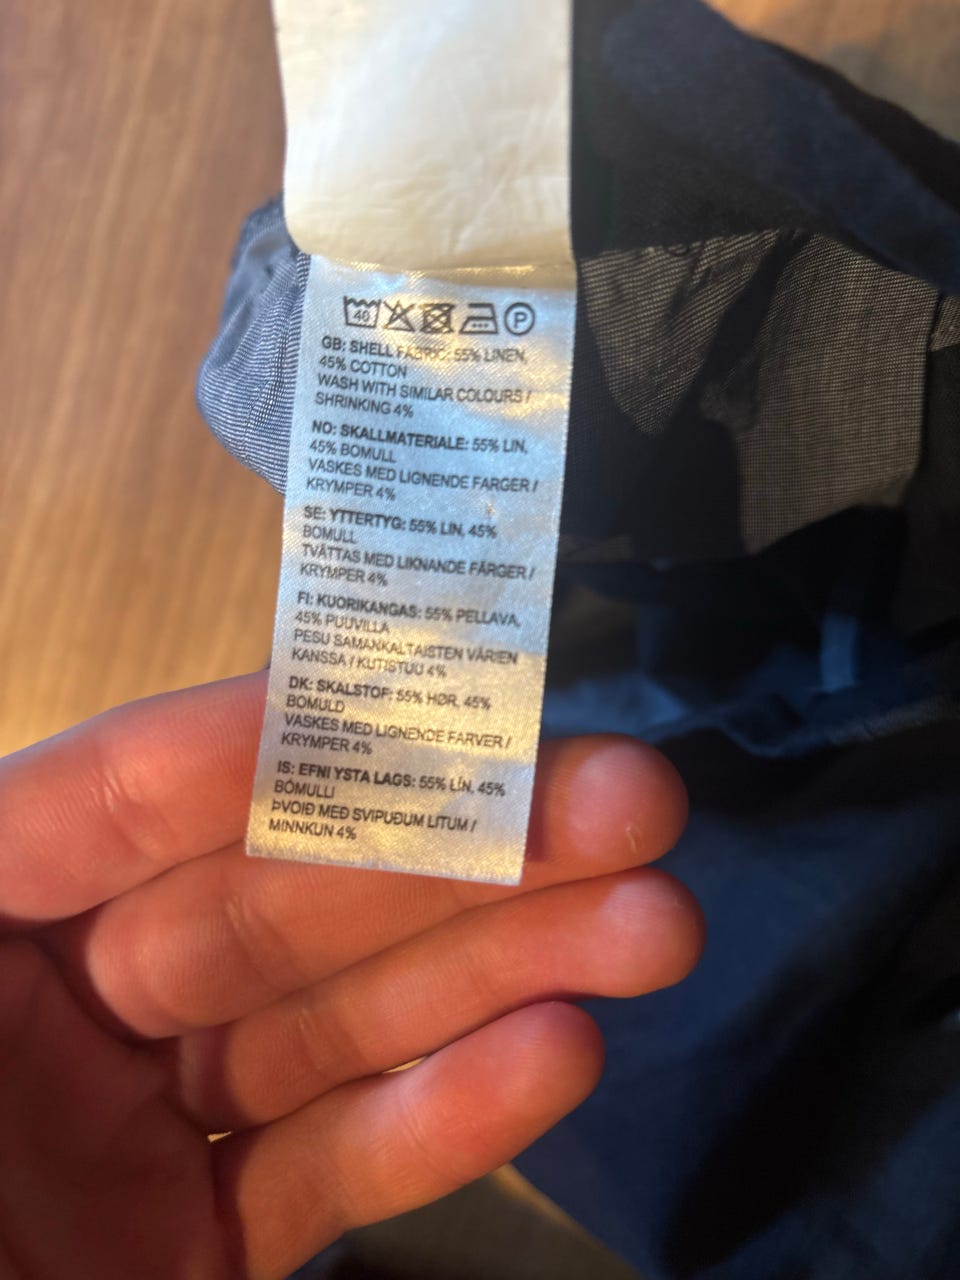 40 P
GB: SHELL FABRIC: 55% LINEN,
45% COTTON
WASH WITH SIMILAR COLOURS /
SHRINKING 4%
NO: SKALLMATERIALE: 55% LIN,
45% BOMULL
VASKES MED LIGNENDE FARGER /
KRYMPER 4%
SE: YTTERTYG: 55% LIN, 45%
BOMULL
TVÄTTAS MED LIKNANDE FÄRGER /
KRYMPER 4%
FI: KUORIKANGAS: 55% PELLAVA,
45% PUUVILLA
PESU SAMANKALTAISTEN VÄRIEN
KANSSA / KUTISTUU 4%
DK: SKALSTOF: 55% HØR, 45%
BOMULD
VASKES MED LIGNENDE FARVER /
KRYMPER 4%
IS: EFNI YSTA LAGS: 55% LÍN, 45%
BÓMULLI
ÞVOIÐ MEÐ SVIPUÐUM LITUM /
MINNKUN 4%